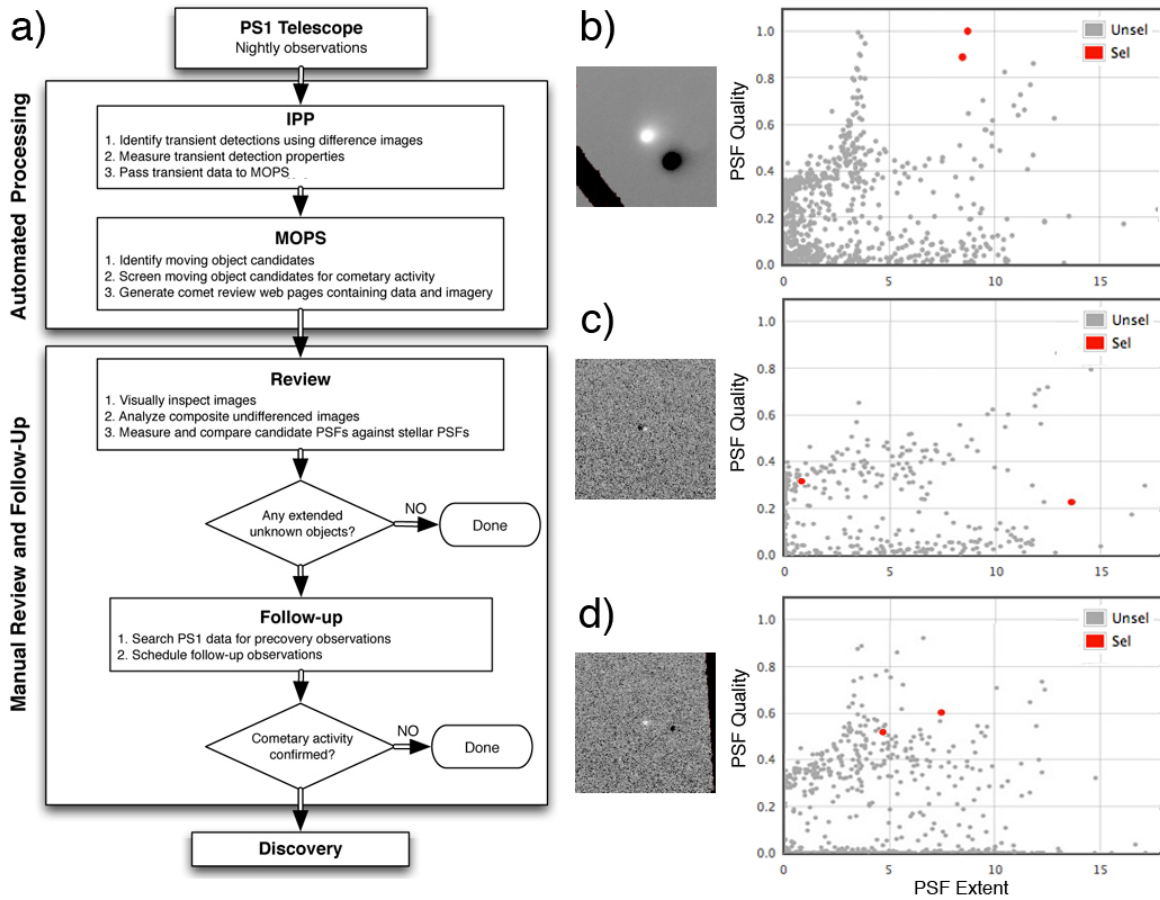 a)
PS1 Telescope
Nightly observations
Automated Processing
IPP
1. Identify transient detections using difference images
2. Measure transient detection properties
3. Pass transient data to MOPS
MOPS
1. Identify moving object candidates
2. Screen moving object candidates for cometary activity
3. Generate comet review web pages containing data and imagery
Manual Review and Follow-Up
Review
1. Visually inspect images
2. Analyze composite undifferenced images
3. Measure and compare candidate PSFs against stellar PSFs
Any extended
unknown objects?
NO
Done
Follow-up
1. Search PS1 data for precovery observations
2. Schedule follow-up observations
Cometary activity
confirmed?
NO
Done
Discovery
b)
PSF Quality
1.0
0.8
0.6
0.4
0.2
0.0
0
5
10
15
Unsel
Sel
c)
PSF Quality
1.0
0.8
0.6
0.4
0.2
0.0
0
5
10
15
Unsel
Sel
d)
PSF Quality
1.0
0.8
0.6
0.4
0.2
0.0
0
5
10
15
Unsel
Sel
PSF Extent